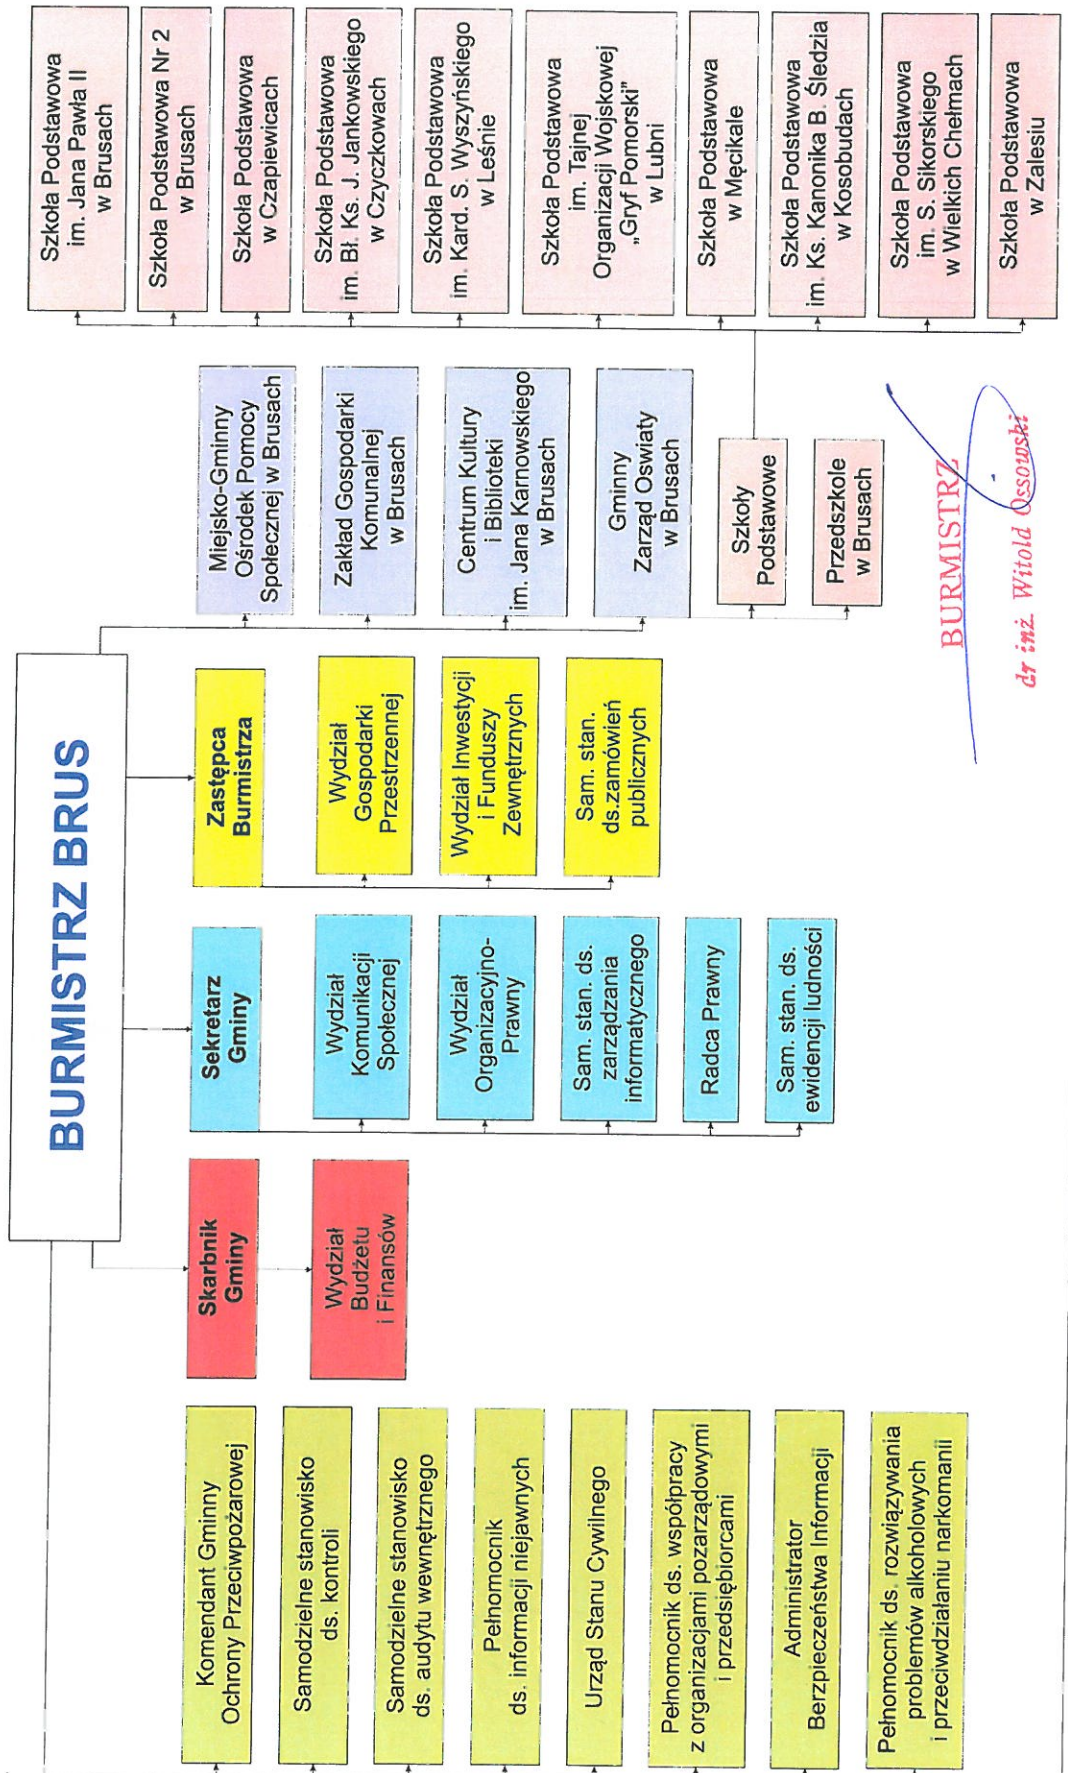 BURMISTRZ BRUS
Komendant Gminny
Ochrony Przeciwpożarowej
Samodzielne stanowisko
ds. kontroli
Samodzielne stanowisko
ds. audytu wewnętrznego
Pełnomocnik
ds. informacji niejawnych
Urząd Stanu Cywilnego
Pełnomocnik ds. współpracy
z organizacjami pozarządowymi
i przedsiębiorcami
Administrator
Berzpieczeństwa Informacji
Pełnomocnik ds. rozwiązywania
problemów alkoholowych
i przeciwdziałaniu narkomanii
Skarbnik
Gminy
Wydział
Budżetu
i Finansów
Sekretarz
Gminy
Wydział
Komunikacji
Społecznej
Wydział
Organizacyjno-
Prawny
Sam. stan. ds.
zarządzania
informatycznego
Radca Prawny
Sam. stan. ds.
ewidencji ludności
Zastępca
Burmistrza
Wydział
Gospodarki
Przestrzennej
Wydział Inwestycji
i Funduszy
Zewnętrznych
Sam. stan.
ds.zamówień
publicznych
Miejsko-Gminny
Ośrodek Pomocy
Społecznej w Brusach
Zakład Gospodarki
Komunalnej
w Brusach
Centrum Kultury
i Biblioteki
im. Jana Karnowskiego
w Brusach
Gminy
Zarząd Oswiaty
w Brusach
Szkoły
Podstawowe
Przedszkole
w Brusach
Szkoła Podstawowa
im. Jana Pawła II
w Brusach
Szkoła Podstawowa Nr 2
w Brusach
Szkoła Podstawowa
w Czapiewicach
Szkoła Podstawowa
im. Bł. Ks. J. Jankowskiego
w Czyczkowach
Szkoła Podstawowa
im. Kard. S. Wyszyńskiego
w Leśnie
Szkoła Podstawowa
im. Tajnej
Organizacji Wojskowej
„Gryf Pomorski"
w Lubni
Szkoła Podstawowa
w Męcikale
Szkoła Podstawowa
im. Ks. Kanonika B. Śledzia
w Kosobudach
Szkoła Podstawowa
im. S. Sikorskiego
w Wielkich Chełmach
Szkoła Podstawowa
w Zalesiu
BURMISTRZ
dr inż. Witold Ossowski